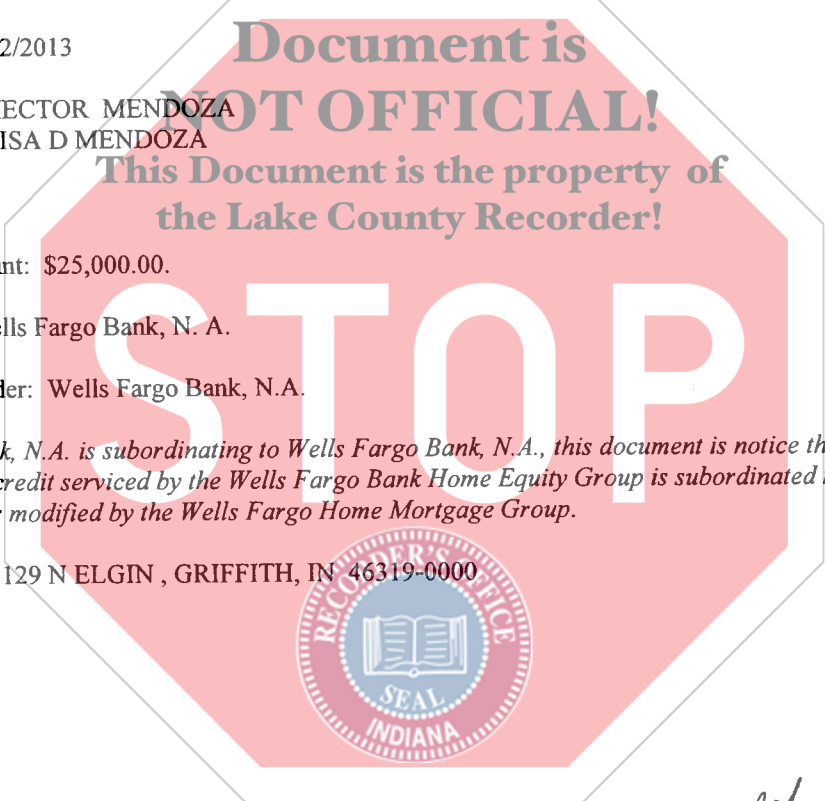 2/2013
Document is
NOT OFFICIAL!
ECTOR MENDOZA
ISA D MENDOZA
This Document is the property of
the Lake County Recorder!
nt: $25,000.00.
lls Fargo Bank, N. A.
der: Wells Fargo Bank, N.A.
STOP
k, N.A. is subordinating to Wells Fargo Bank, N.A., this document is notice th
credit serviced by the Wells Fargo Bank Home Equity Group is subordinated
modified by the Wells Fargo Home Mortgage Group.
129 N ELGIN , GRIFFITH, IN 46319-0000
RECORDER'S OFFICE
SEAL
INDIANA